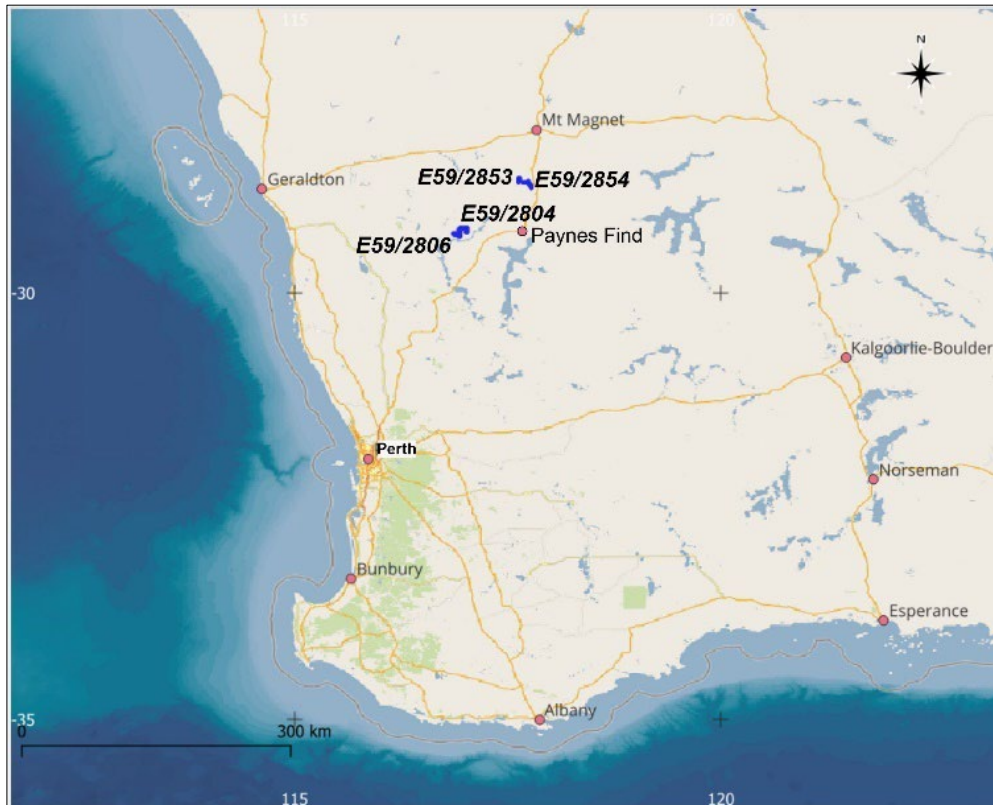 115
120
N
Mt Magnet
E59/2853
E59/2854
Geraldton
E59/2804
E59/2806
Paynes Find
-30
Kalgoorlie-Boulder
Perth
Norseman
Bunbury
Esperance
Albany
-35
0
300 km
115
120